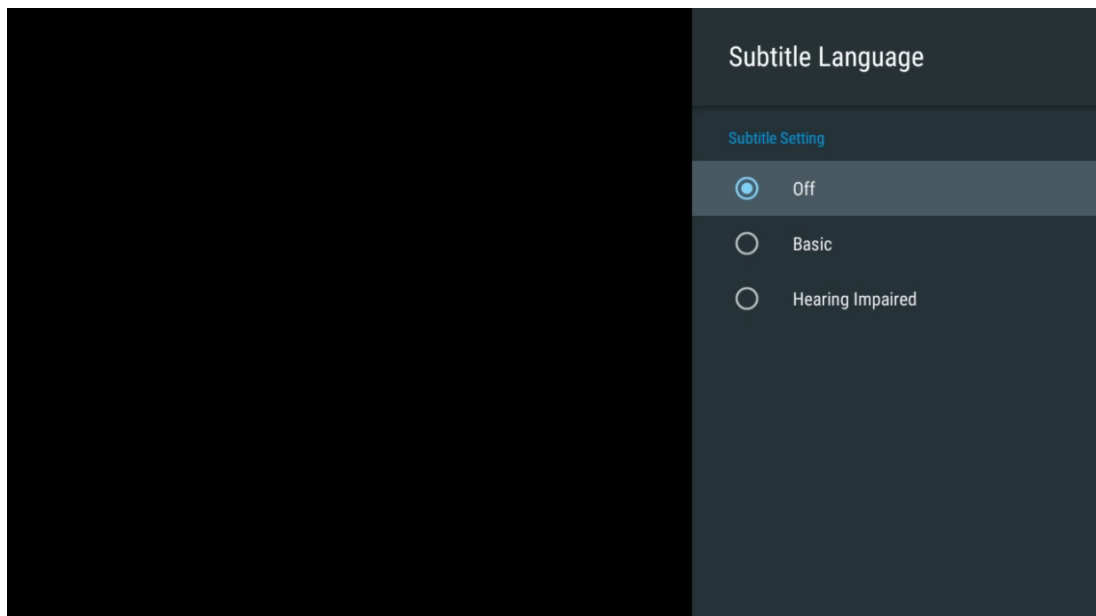 Subtitle Language
Subtitle Setting
Off
Basic
Hearing Impaired